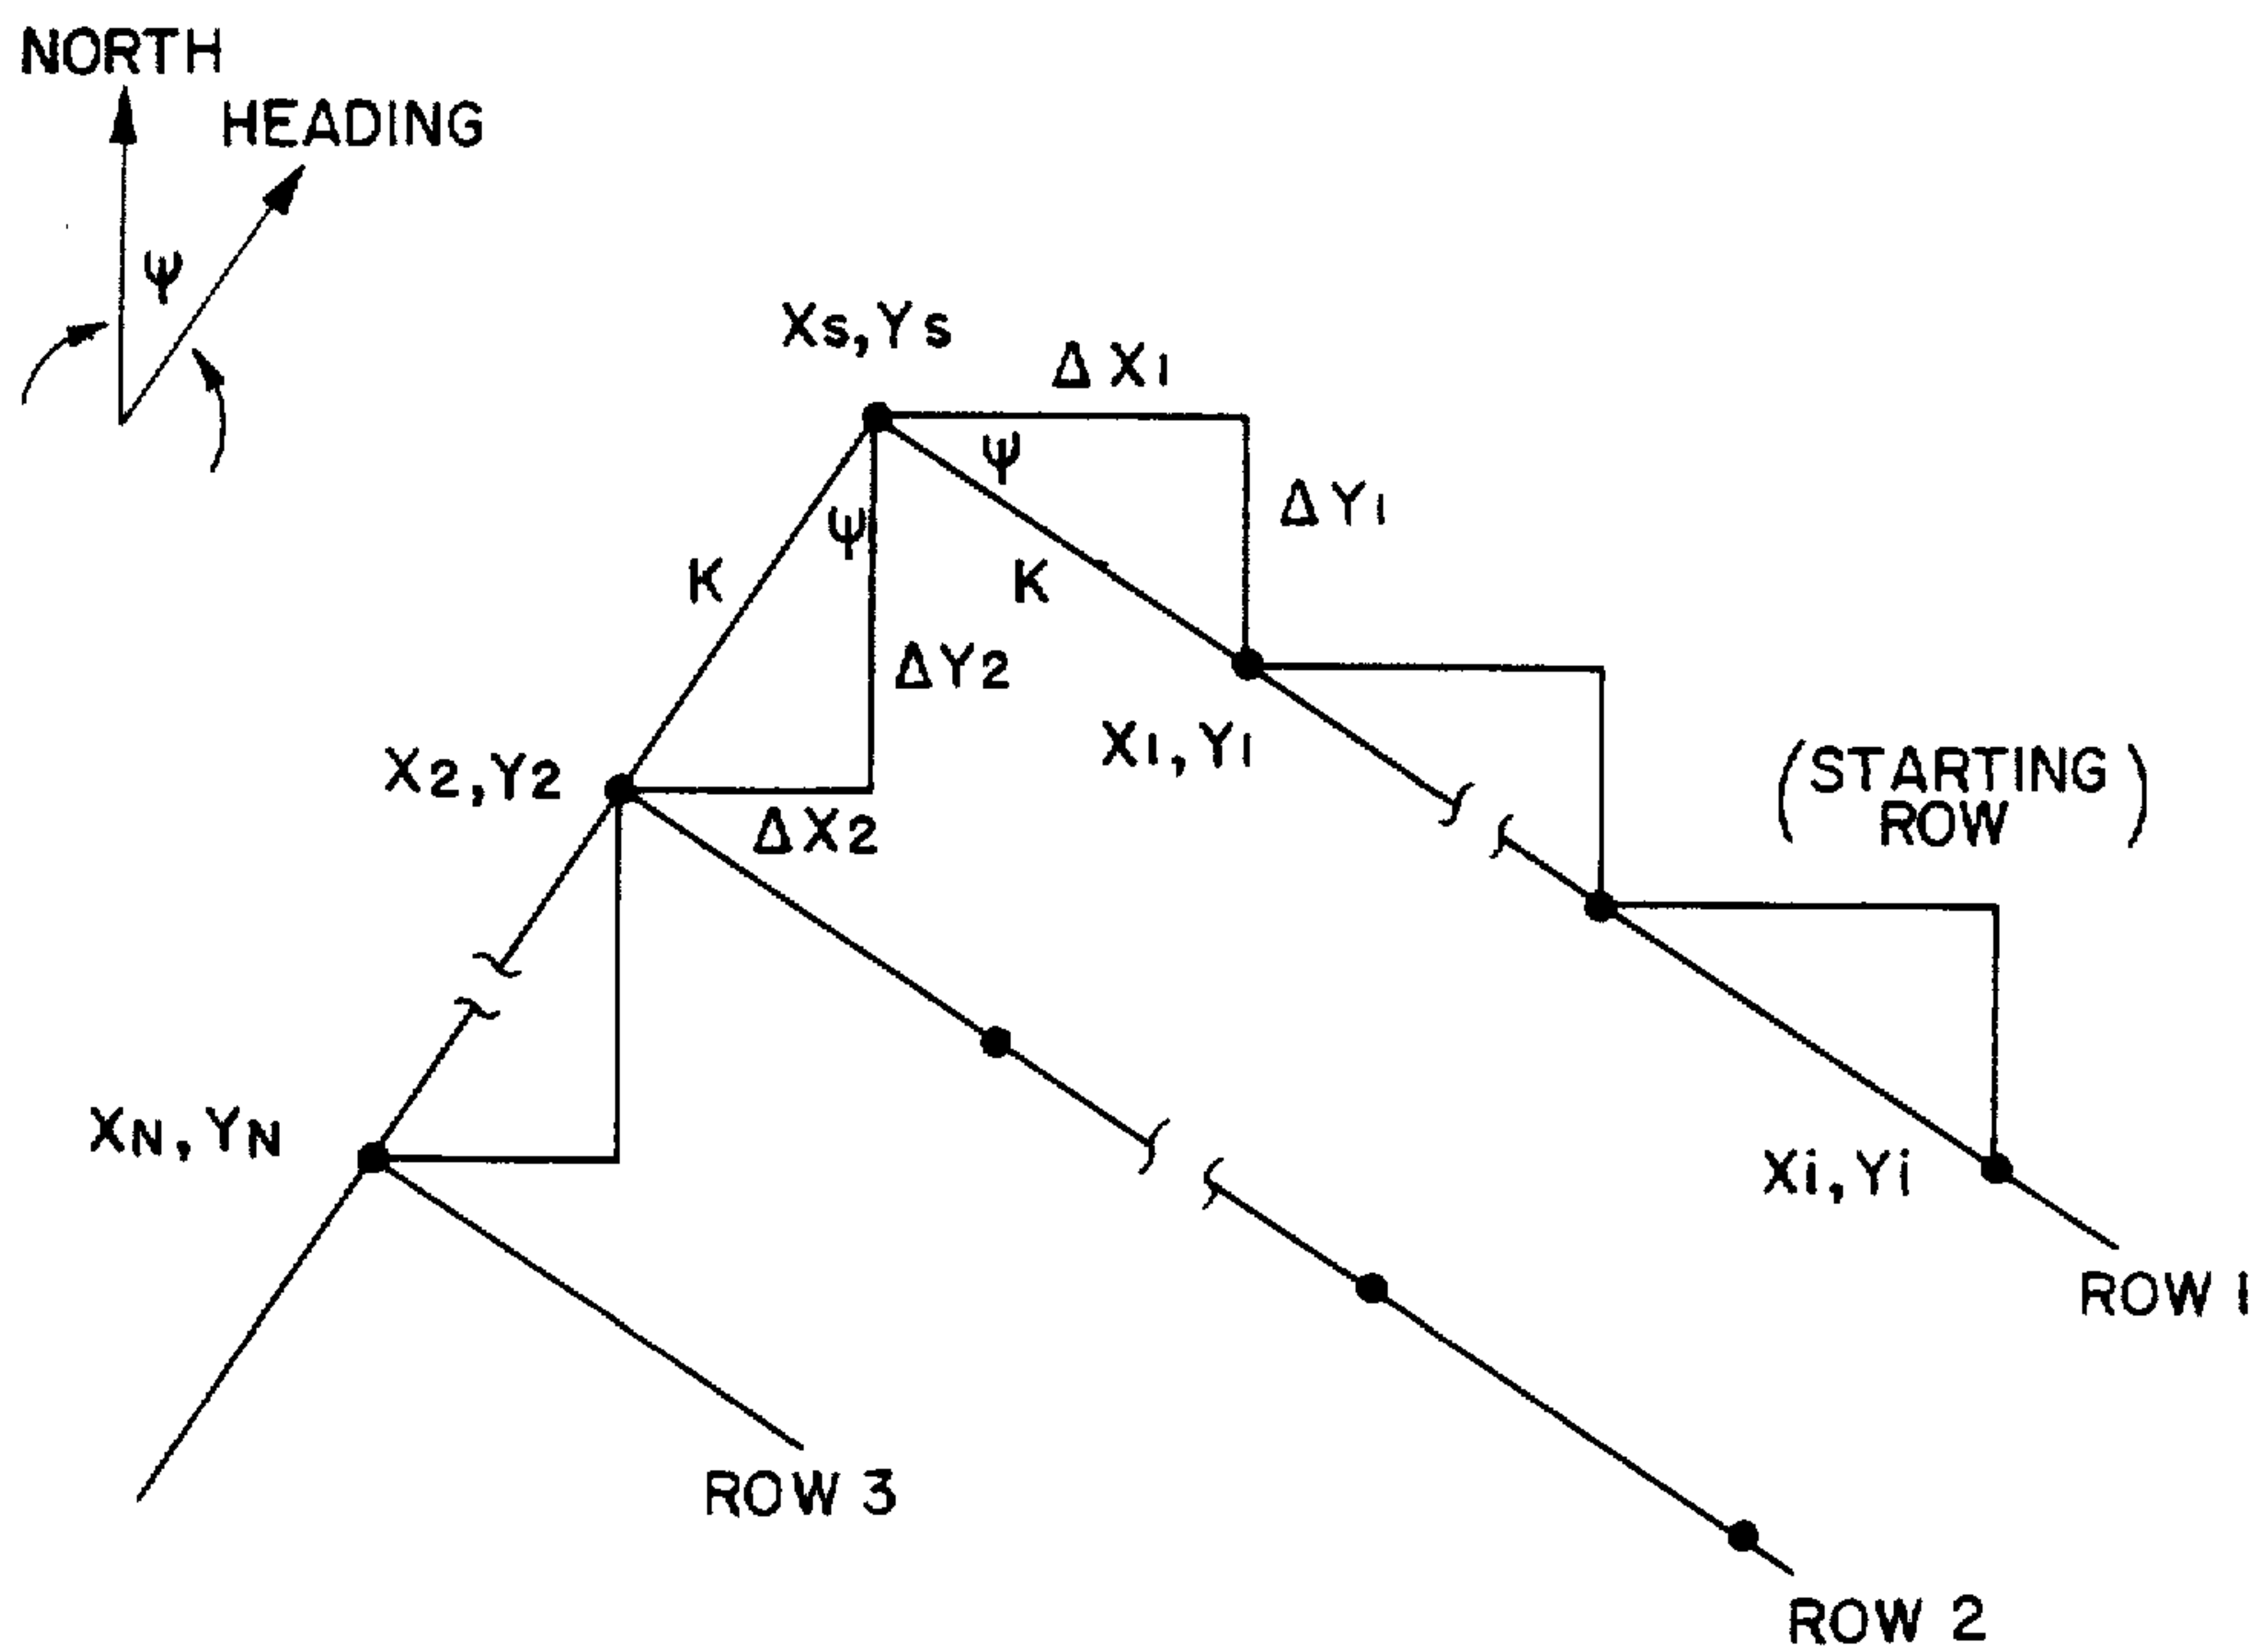 NORTH
HEADING
ψ
Xs,Ys
ΔX1
ψ
ΔY1
ψ
K
K
ΔY2
X1,Y1
X2,Y2
ΔX2
(STARTING
ROW)
XN,YN
Xi,Yi
ROW 1
ROW 3
ROW 2